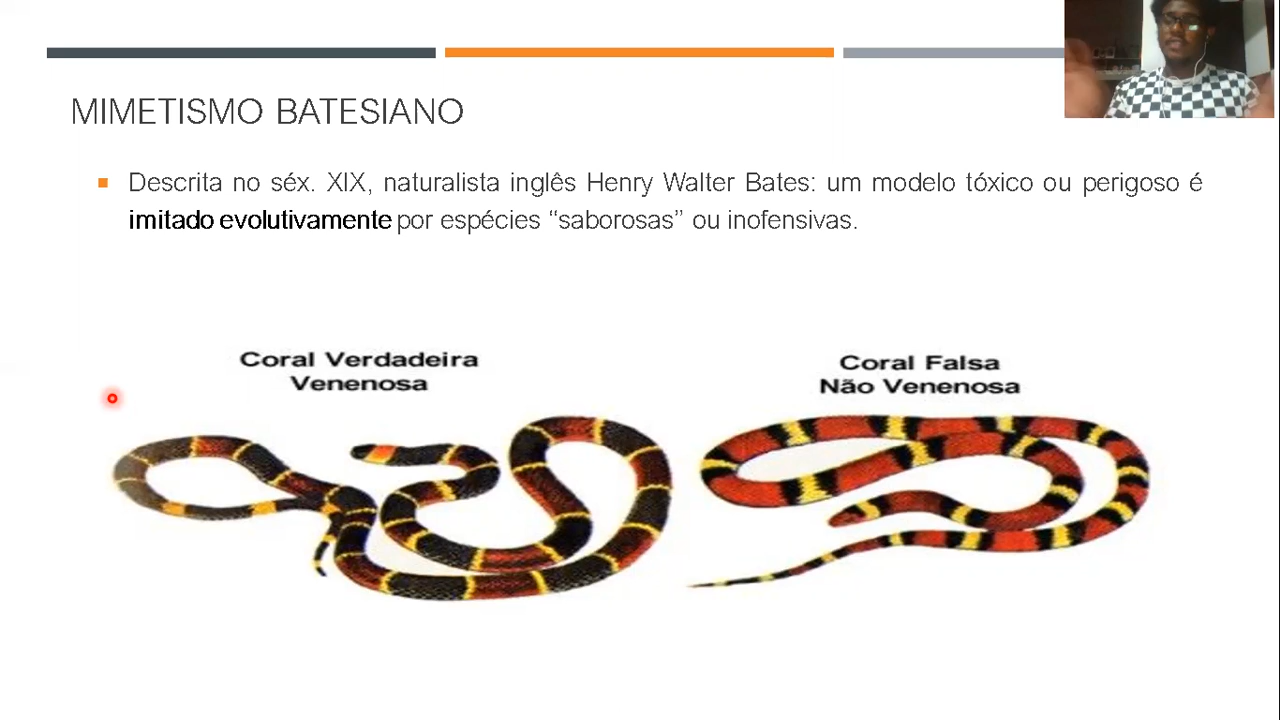 MIMETISMO BATESIANO
Descrita no séx. XIX, naturalista inglês Henry Walter Bates: um modelo tóxico ou perigoso é
imitado evolutivamente por espécies “saborosas” ou inofensivas.
Coral Verdadeira
Venenosa
Coral Falsa
Não Venenosa